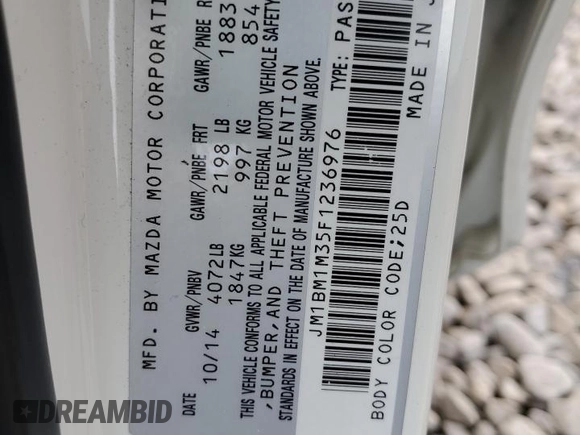 MFD. BY MAZDA MOTOR CORPORATI
DATE GVWR/PNBV GAWR/PNBE FRT GAWR/PNBE R
10/14 4072LB 2198 LB 1883
1847KG 997 KG 854
THIS VEHICLE CONFORMS TO ALL APPLICABLE FEDERAL MOTOR VEHICLE SAFETY
,BUMPER,AND THEFT PREVENTION
STANDARDS IN EFFECT ON THE DATE OF MANUFACTURE SHOWN ABOVE.
JM1BM1M35F1236976 TYPE: PAS
BODY COLOR CODE;25D MADE IN J
DREAMBID